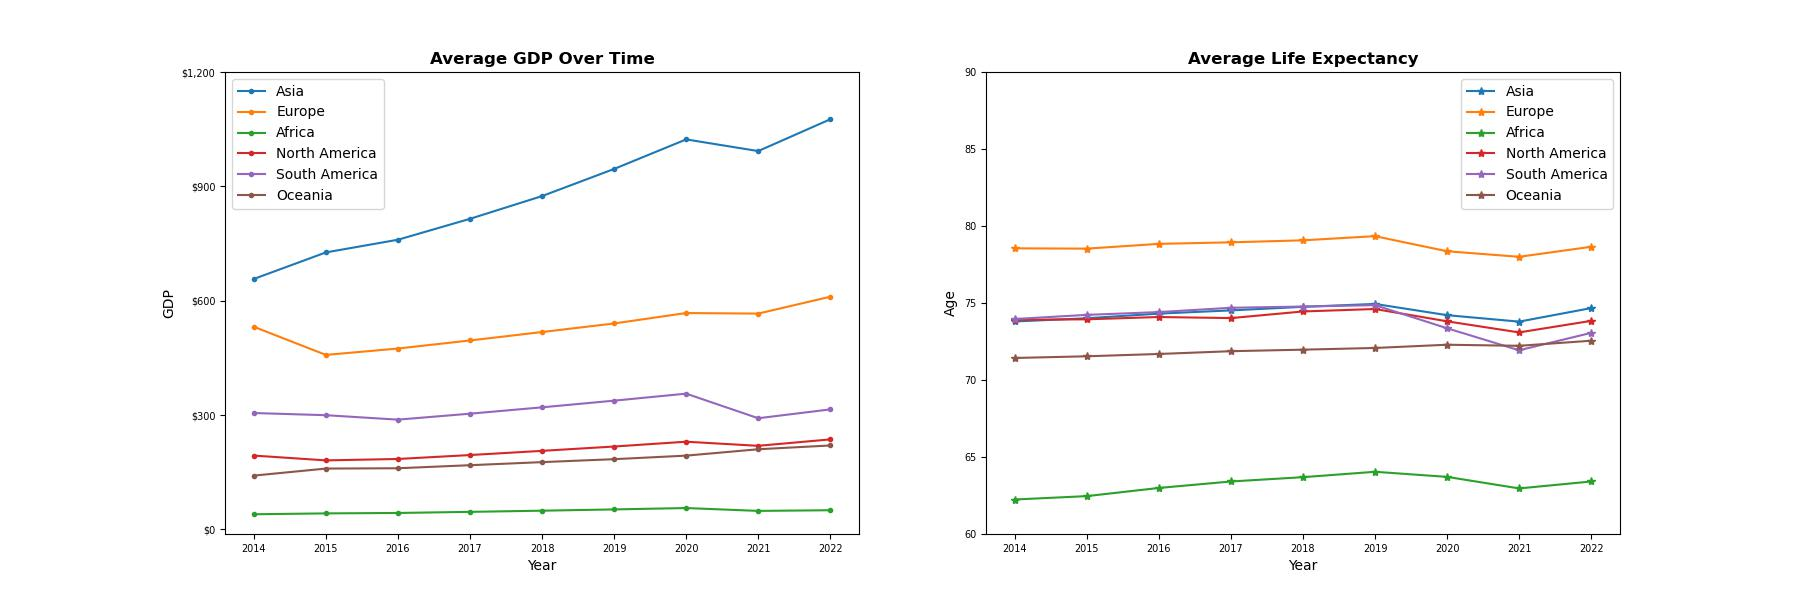 Average GDP Over Time
$1,200
$900
$600
$300
$0
GDP
Asia
Europe
Africa
North America
South America
Oceania
2014 2015 2016 2017 2018 2019 2020 2021 2022
Year
Average Life Expectancy
90
85
80
75
70
65
60
Age
Asia
Europe
Africa
North America
South America
Oceania
2014 2015 2016 2017 2018 2019 2020 2021 2022
Year